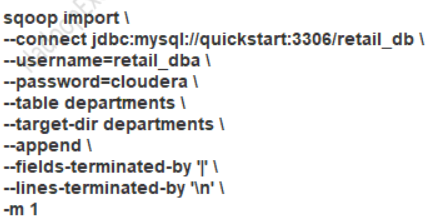 sqoop import \
--connect jdbc:mysql://quickstart:3306/retail_db \
--username=retail_dba \
--password=cloudera \
--table departments \
--target-dir departments \
--append \
--fields-terminated-by '|' \
--lines-terminated-by '\n' \
-m 1